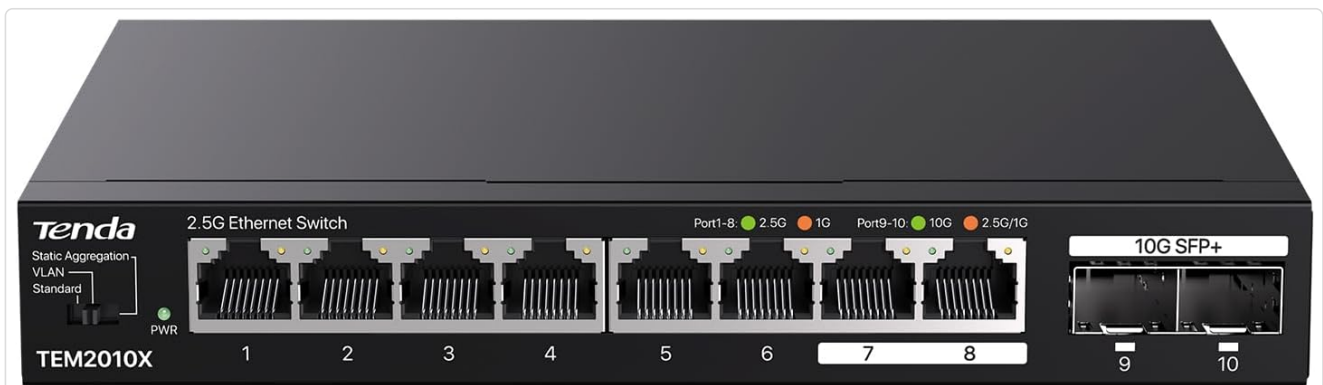 Tenda
2.5G Ethernet Switch
Port1-8: 2.5G 1G Port9-10: 10G 2.5G/1G
10G SFP+
Static Aggregation
VLAN
Standard
PWR
TEM2010X
1 2 3 4 5 6 7 8 9 10